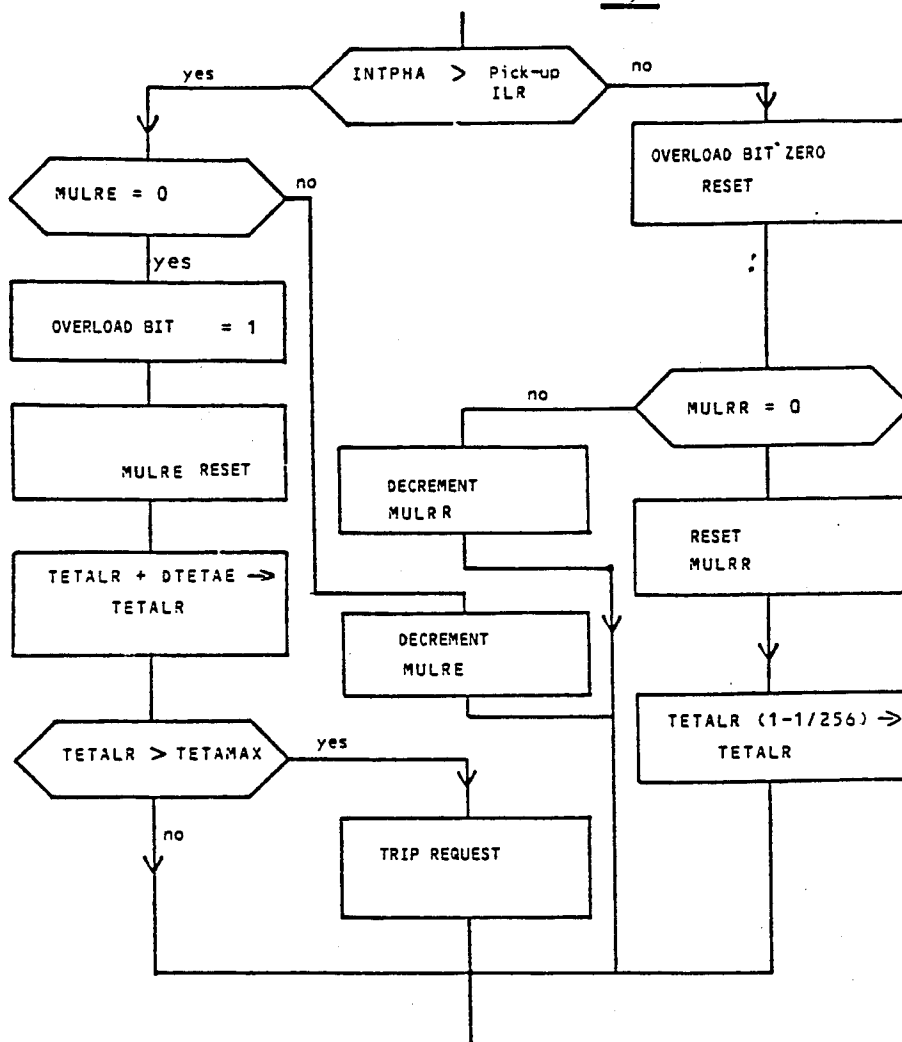 INTPHA > Pick-up
ILR
yes
no
OVERLOAD BIT ZERO
RESET
MULRE = 0
no
yes
OVERLOAD BIT = 1
MULRE RESET
MULRR = 0
no
DECREMENT
MULRR
RESET
MULRR
TETALR + DTETAE →
TETALR
DECREMENT
MULRE
TETALR (1-1/256) →
TETALR
TETALR > TETAMAX
yes
no
TRIP REQUEST